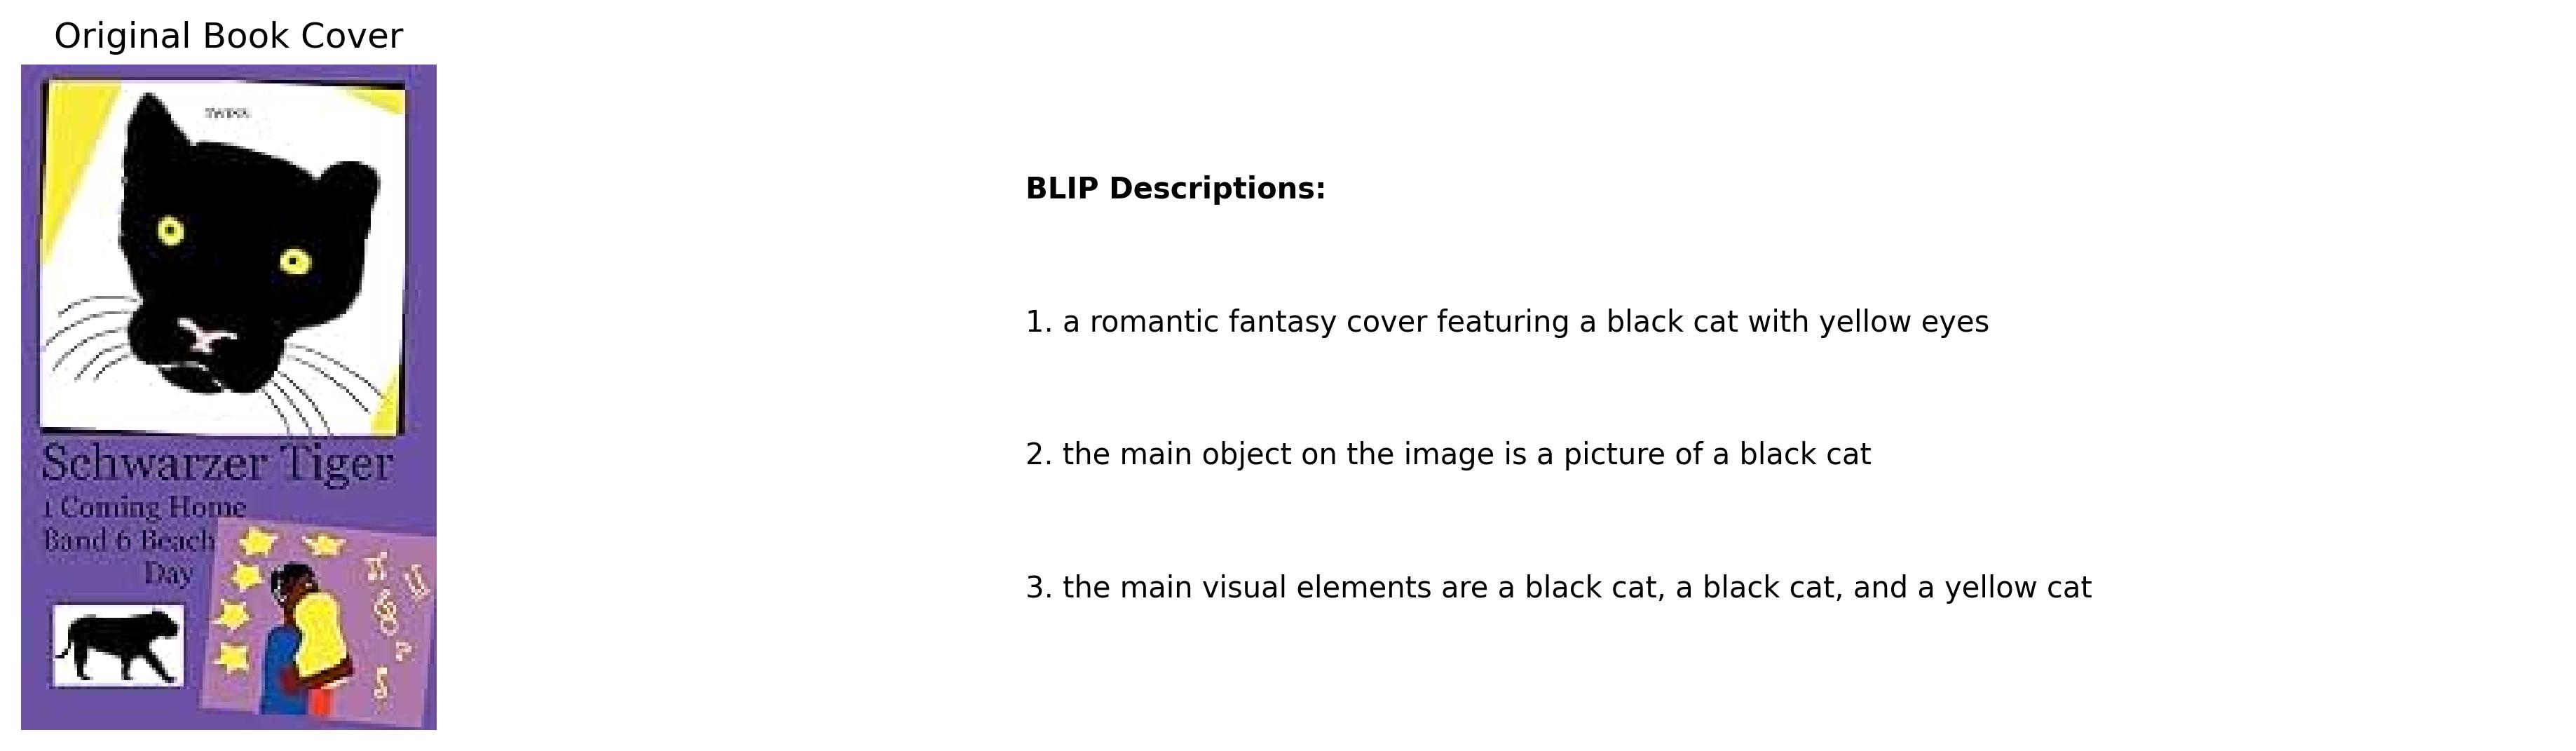 Original Book Cover
Schwarzer Tiger
1 Coming Home
Band 6 Beach
Day
BLIP Descriptions:
1. a romantic fantasy cover featuring a black cat with yellow eyes
2. the main object on the image is a picture of a black cat
3. the main visual elements are a black cat, a black cat, and a yellow cat